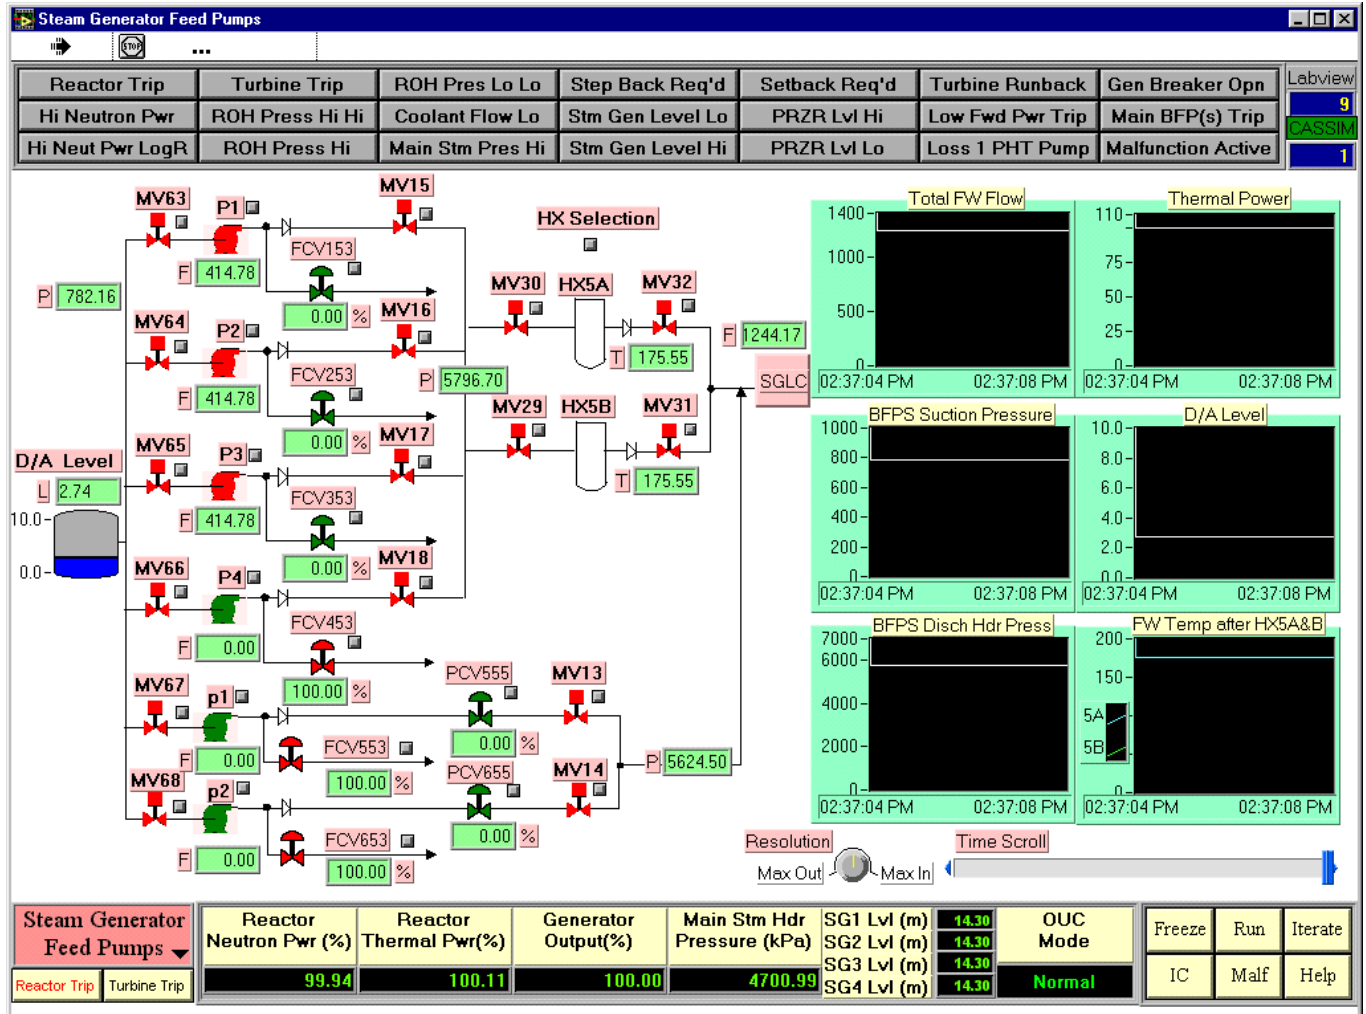 Steam Generator Feed Pumps
STOP ...
Reactor Trip Turbine Trip ROH Pres Lo Lo Step Back Req'd Setback Req'd Turbine Runback Gen Breaker Opn Labview
Hi Neutron Pwr ROH Press Hi Hi Coolant Flow Lo Stm Gen Level Lo PRZR Lvl Hi Low Fwd Pwr Trip Main BFP(s) Trip 9
CASSIM
Hi Neut Pwr LogR ROH Press Hi Main Stm Pres Hi Stm Gen Level Hi PRZR Lvl Lo Loss 1 PHT Pump Malfunction Active 1
MV63 P1 MV15
HX Selection
FCV153
F 414.78
P 782.16
0.00 %
MV64 P2 MV16
FCV253
F 414.78
0.00 %
P 5796.70
MV30 HX5A MV32
T 175.55
F 1244.17
SGLC
MV29 HX5B MV31
T 175.55
MV65 P3 MV17
D/A Level
L 2.74
10.0
0.0
FCV353
F 414.78
0.00 %
MV66 P4 MV18
FCV453
F 0.00
100.00 %
MV67 p1 PCV555 MV13
0.00 %
F 0.00
FCV553
100.00 %
P 5624.50
MV68 p2 PCV655 MV14
0.00 %
FCV653
F 0.00
100.00 %
Total FW Flow
1400
1000
500
0
02:37:04 PM 02:37:08 PM
Thermal Power
110
75
50
25
0
02:37:04 PM 02:37:08 PM
BFPS Suction Pressure
1000
800
600
400
200
0
02:37:04 PM 02:37:08 PM
D/A Level
10.0
8.0
6.0
4.0
2.0
0.0
02:37:04 PM 02:37:08 PM
BFPS Disch Hdr Press
7000
6000
4000
2000
0
02:37:04 PM 02:37:08 PM
FW Temp after HX5A&B
200
150
5A
5B
0
02:37:04 PM 02:37:08 PM
Resolution
Max Out Max In
Time Scroll
Steam Generator
Feed Pumps
Reactor Trip Turbine Trip
Reactor
Neutron Pwr (%)
99.94
Reactor
Thermal Pwr(%)
100.11
Generator
Output(%)
100.00
Main Stm Hdr
Pressure (kPa)
4700.99
SG1 Lvl (m) 14.30
SG2 Lvl (m) 14.30
SG3 Lvl (m) 14.30
SG4 Lvl (m) 14.30
OUC
Mode
Normal
Freeze Run Iterate
IC Malf Help